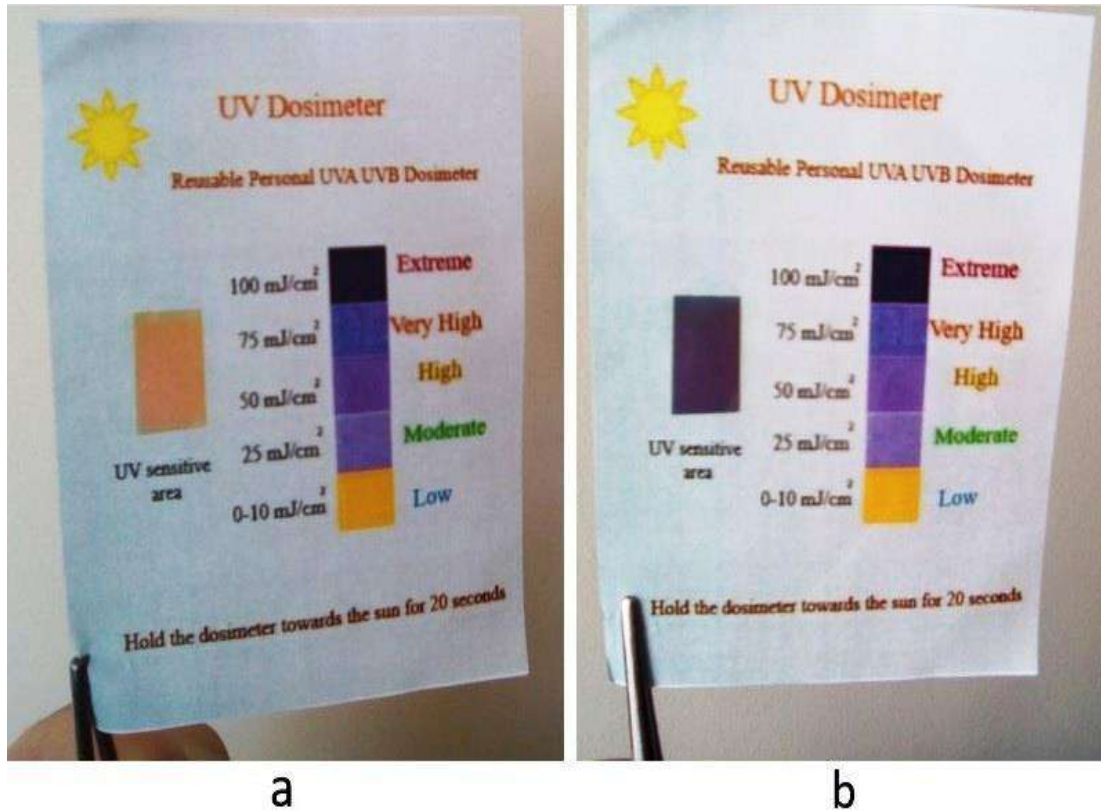 UV Dosimeter
Reusable Personal UVA UVB Dosimeter
100 mJ/cm² Extreme
75 mJ/cm² Very High
50 mJ/cm² High
25 mJ/cm² Moderate
0-10 mJ/cm² Low
UV sensitive
area
Hold the dosimeter towards the sun for 20 seconds
a
UV Dosimeter
Reusable Personal UVA UVB Dosimeter
100 mJ/cm² Extreme
75 mJ/cm² Very High
50 mJ/cm² High
25 mJ/cm² Moderate
0-10 mJ/cm² Low
UV sensitive
area
Hold the dosimeter towards the sun for 20 seconds
b